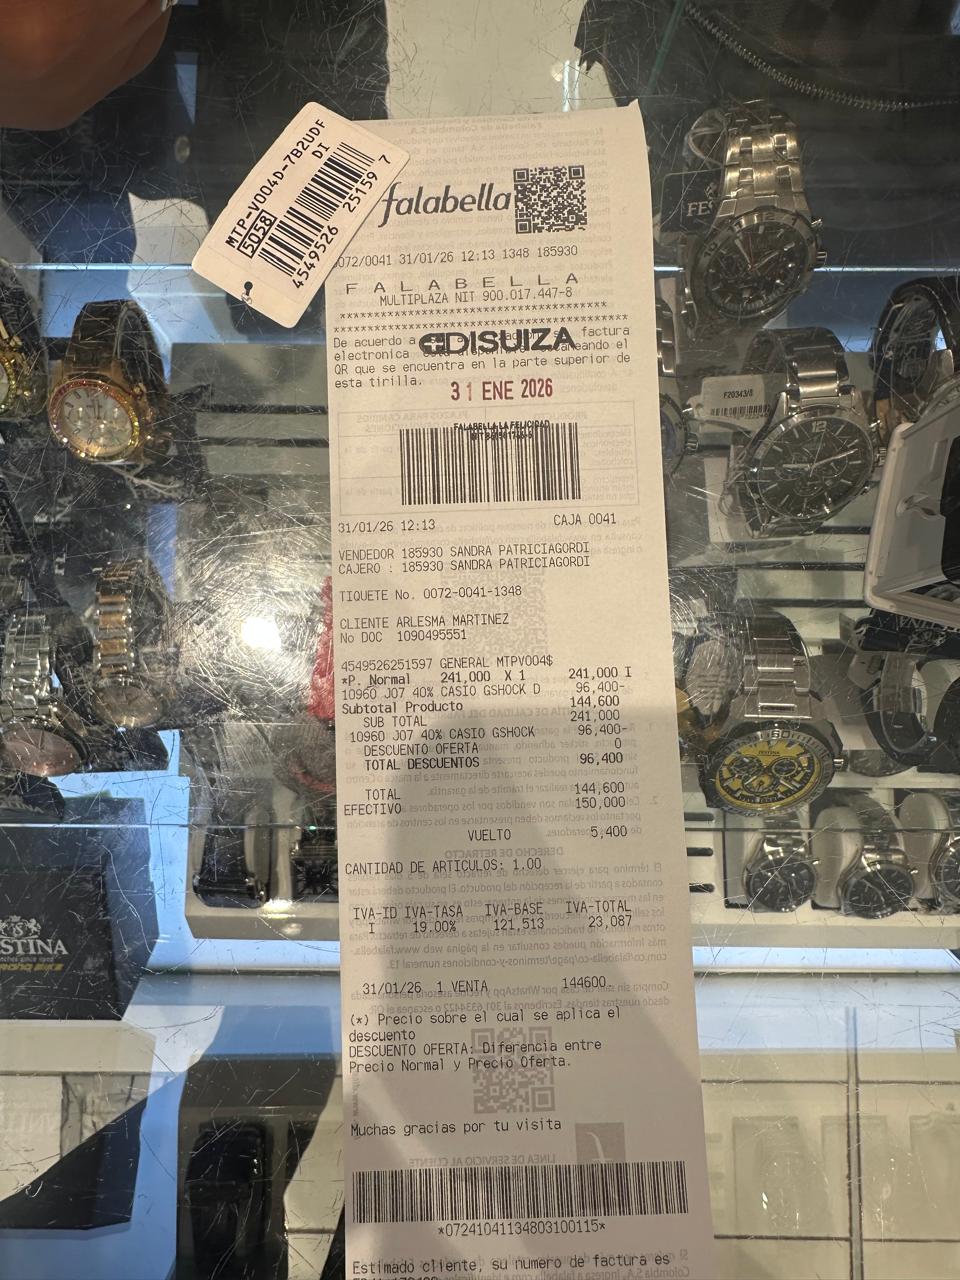 MTP-V004D-7B2UDF
DI
5058
4549526 25159 7
falabella
0072/0041 31/01/26 12:13 1348 185930
FALABELLA
MULTIPLAZA NIT 900.017.447-8
**************************************
**************************************
De acuerdo a factura
electronica escaneando el
QR que se encuentra en la parte superior de
esta tirilla.
DISUIZA
31 ENE 2026
FALABELLA LA FELICIDAD
31/01/26 12:13 CAJA 0041
VENDEDOR 185930 SANDRA PATRICIAGORDI
CAJERO : 185930 SANDRA PATRICIAGORDI
TIQUETE No. 0072-0041-1348
CLIENTE ARLESMA MARTINEZ
No DOC 1090495551
4549526251597 GENERAL MTPV004$
*P. Normal 241,000 X 1 241,000 I
10960 J07 40% CASIO GSHOCK D 96,400-
Subtotal Producto 144,600
SUB TOTAL 241,000
10960 J07 40% CASIO GSHOCK 96,400-
DESCUENTO OFERTA 0
TOTAL DESCUENTOS 96,400
TOTAL 144,600
EFECTIVO 150,000
VUELTO 5,400
CANTIDAD DE ARTICULOS: 1.00
IVA-ID IVA-TASA IVA-BASE IVA-TOTAL
I 19.00% 121,513 23,087
31/01/26 1 VENTA 144600
(*) Precio sobre el cual se aplica el
descuento
DESCUENTO OFERTA: Diferencia entre
Precio Normal y Precio Oferta.
Muchas gracias por tu visita
*07241041134803100115*
Estimado cliente, su numero de factura es
F20343/8
FES
FESTINA